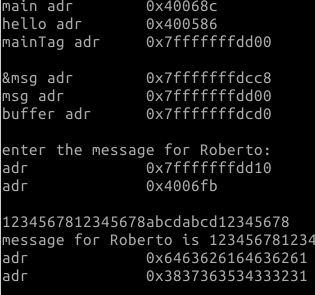 main adr 0x40068c
hello adr 0x400586
mainTag adr 0x7fffffffdd00
&msg adr 0x7fffffffdcc8
msg adr 0x7fffffffdd00
buffer adr 0x7fffffffdcd0
enter the message for Roberto:
adr 0x7fffffffdd10
adr 0x4006fb
1234567812345678abcdabcd12345678
message for Roberto is 123456781234
adr 0x6463626164636261
adr 0x3837363534333231